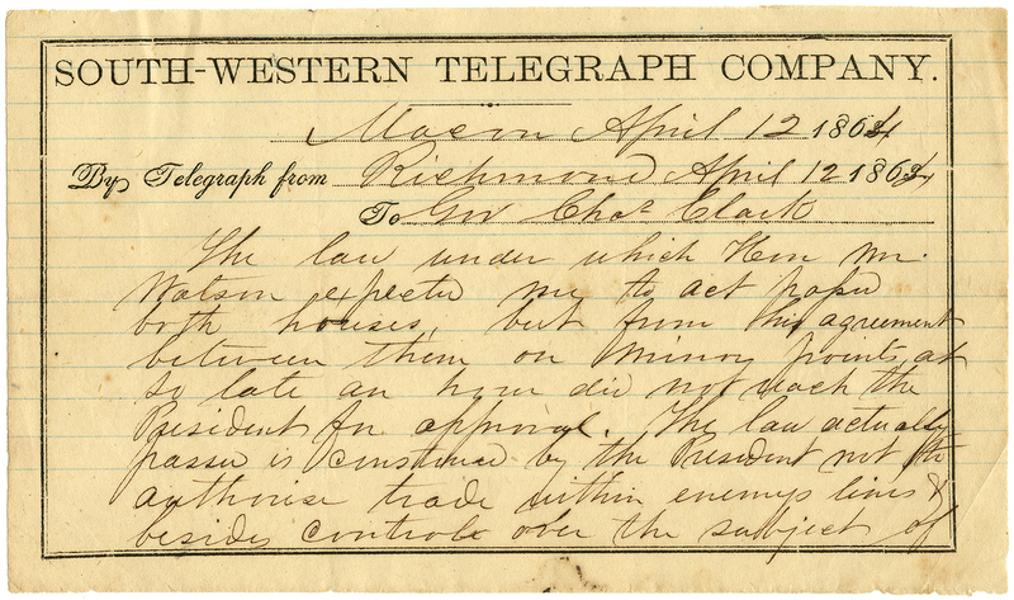 SOUTH-WESTERN TELEGRAPH COMPANY.
Macon April 12 1864
By Telegraph from Richmond April 12 1864
To Gov Chas Clark
The law under which Hon Mr.
Watson expected me to act passed
both houses, but from disagreement
between them on minor points, at
so late an hour did not reach the
President for approval. The law actually
passed is construed by the President not to
authorise trade within enemys lines &
besides controls over the subject of